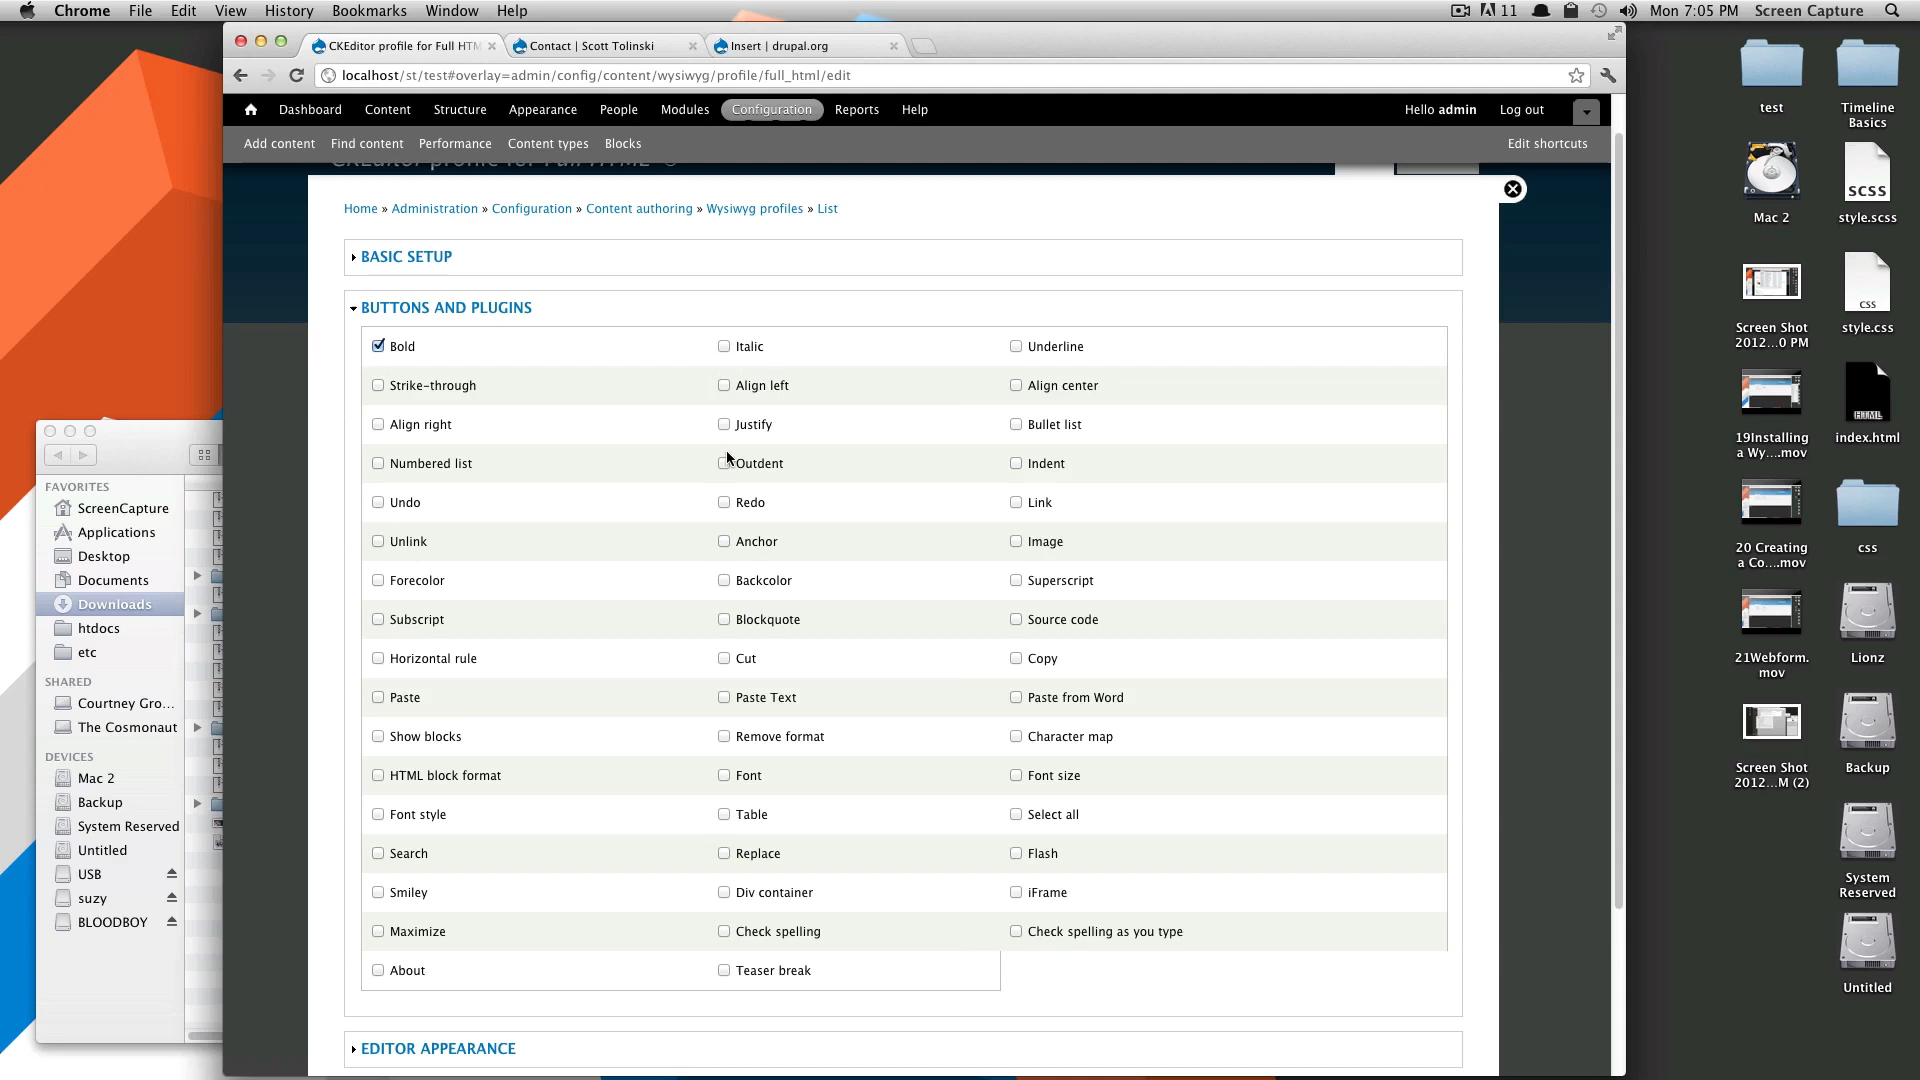 Chrome File Edit View History Bookmarks Window Help
11 Mon 7:05 PM Screen Capture
CKEditor profile for Full HTM Contact | Scott Tolinski Insert | drupal.org
localhost/st/test#overlay=admin/config/content/wysiwyg/profile/full_html/edit
Dashboard Content Structure Appearance People Modules Configuration Reports Help Hello admin Log out
Add content Find content Performance Content types Blocks Edit shortcuts
CKEditor profile for Full HTML
Home » Administration » Configuration » Content authoring » Wysiwyg profiles » List
BASIC SETUP
BUTTONS AND PLUGINS
Bold Italic Underline
Strike-through Align left Align center
Align right Justify Bullet list
Numbered list Outdent Indent
Undo Redo Link
Unlink Anchor Image
Forecolor Backcolor Superscript
Subscript Blockquote Source code
Horizontal rule Cut Copy
Paste Paste Text Paste from Word
Show blocks Remove format Character map
HTML block format Font Font size
Font style Table Select all
Search Replace Flash
Smiley Div container iFrame
Maximize Check spelling Check spelling as you type
About Teaser break
EDITOR APPEARANCE
FAVORITES
ScreenCapture
Applications
Desktop
Documents
Downloads
htdocs
etc
SHARED
Courtney Gro...
The Cosmonaut
DEVICES
Mac 2
Backup
System Reserved
Untitled
USB
suzy
BLOODBOY
test
Timeline
Basics
Mac 2
SCSS
style.scss
Screen Shot
2012...0 PM
css
style.css
19Installing
a Wy....mov
HTML
index.html
20 Creating
a Co....mov
css
21Webform.
mov
Lionz
Screen Shot
2012...M (2)
Backup
System
Reserved
Untitled